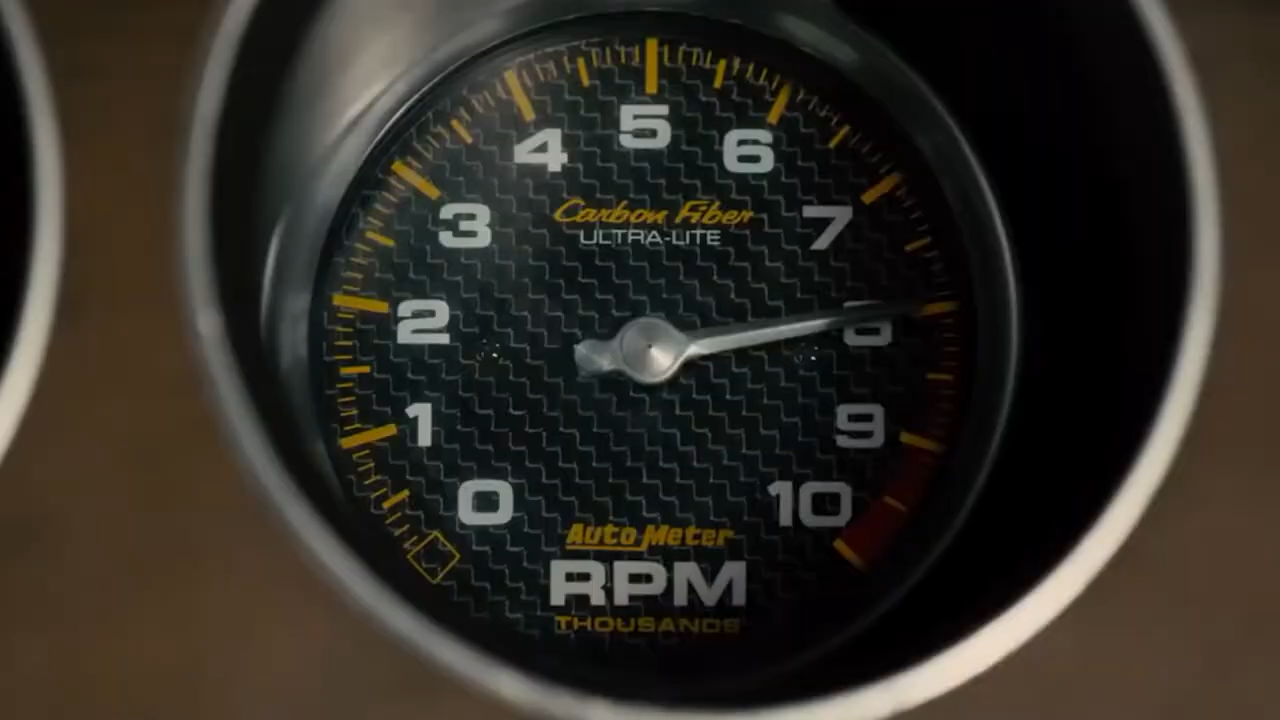 5
4
6
3
7
Carbon Fiber
ULTRA-LITE
2
8
1
9
0
10
Auto Meter
RPM
THOUSANDS